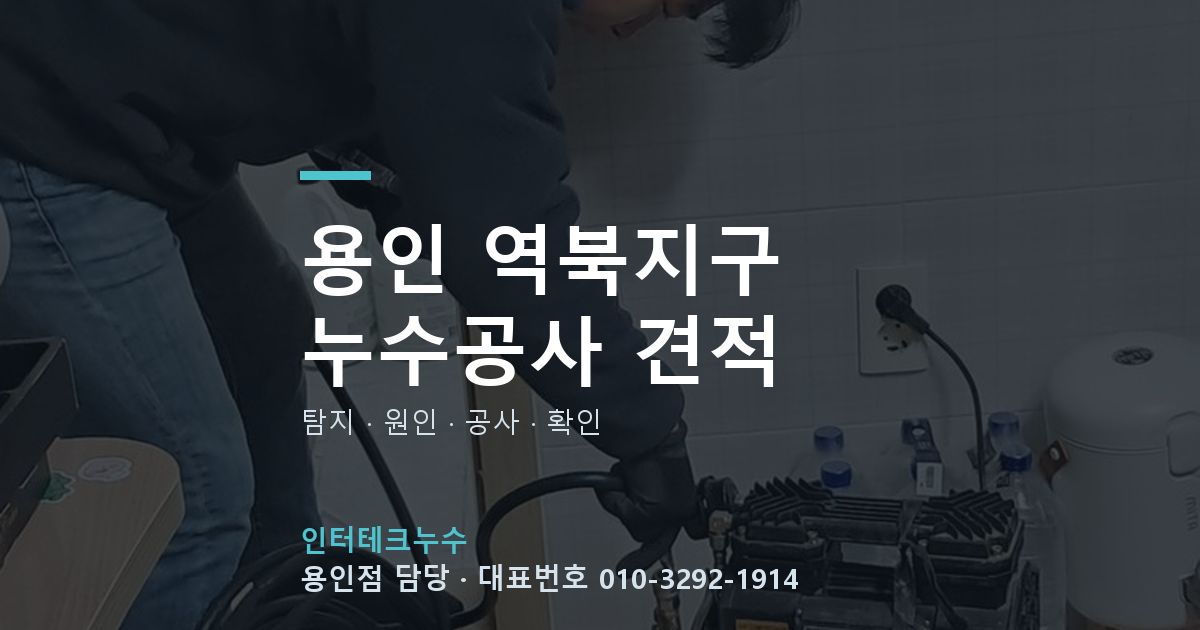 용인 역북지구
누수공사 견적
탐지 · 원인 · 공사 · 확인
인터테크누수
용인점 담당 · 대표번호 010-3292-1914